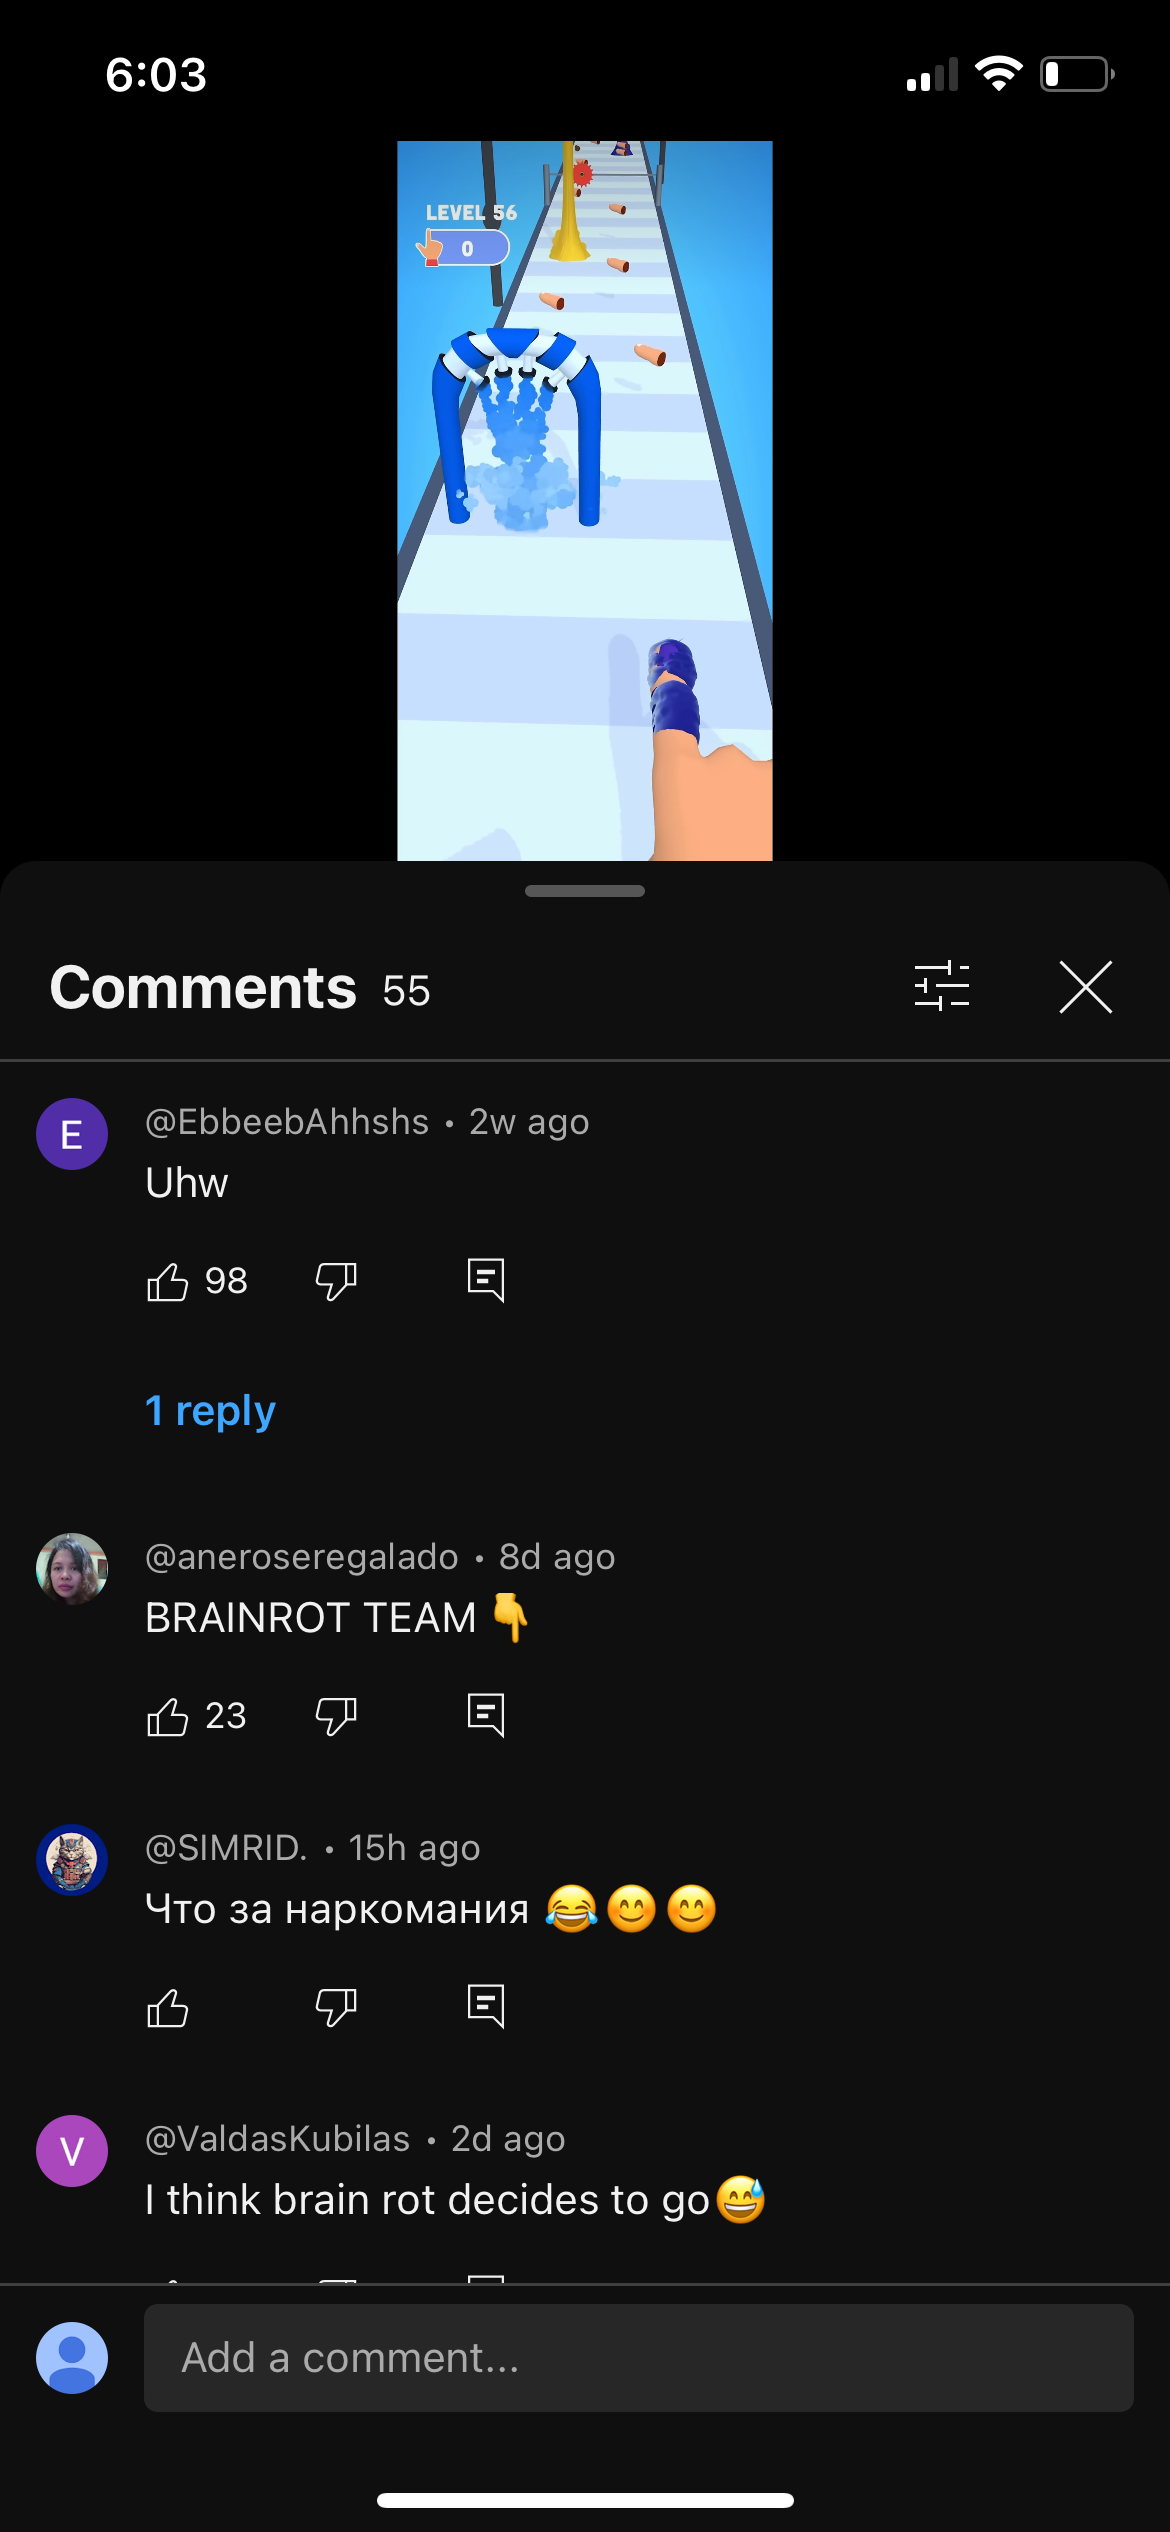 6:03
LEVEL 56
0
Comments 55
E
@EbbeebAhhshs • 2w ago
Uhw
98
1 reply
@aneroseregalado • 8d ago
BRAINROT TEAM 👇
23
@SIMRID. • 15h ago
Что за наркомания 😂😊😊
V
@ValdasKubilas • 2d ago
I think brain rot decides to go😅
Add a comment...